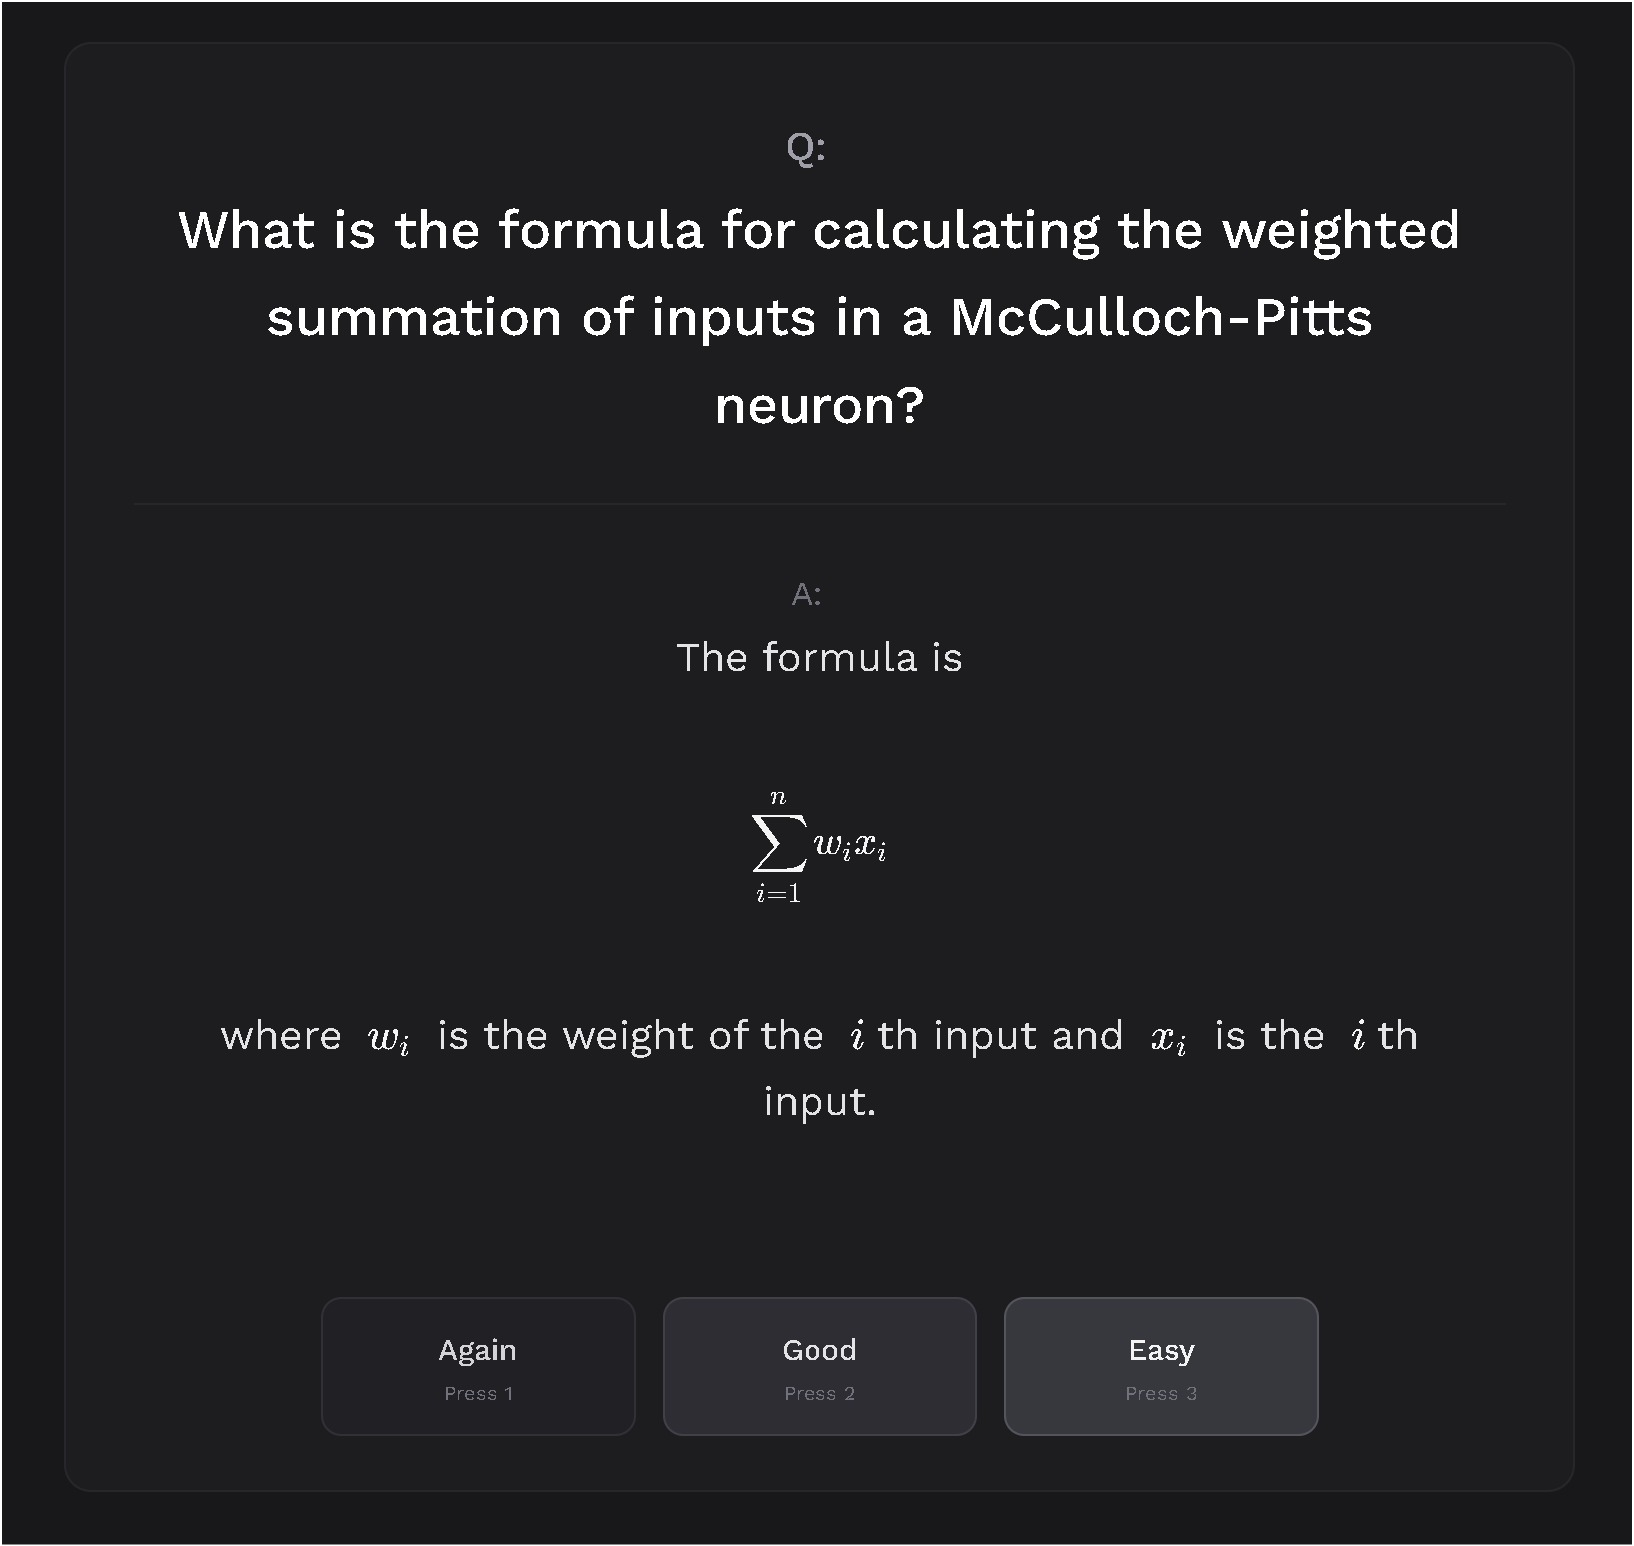 Q:
What is the formula for calculating the weighted
summation of inputs in a McCulloch-Pitts
neuron?
A:
The formula is
\sum_{i=1}^{n} w_i x_i
where w_i is the weight of the i th input and x_i is the i th
input.
Again Good Easy
Press 1 Press 2 Press 3